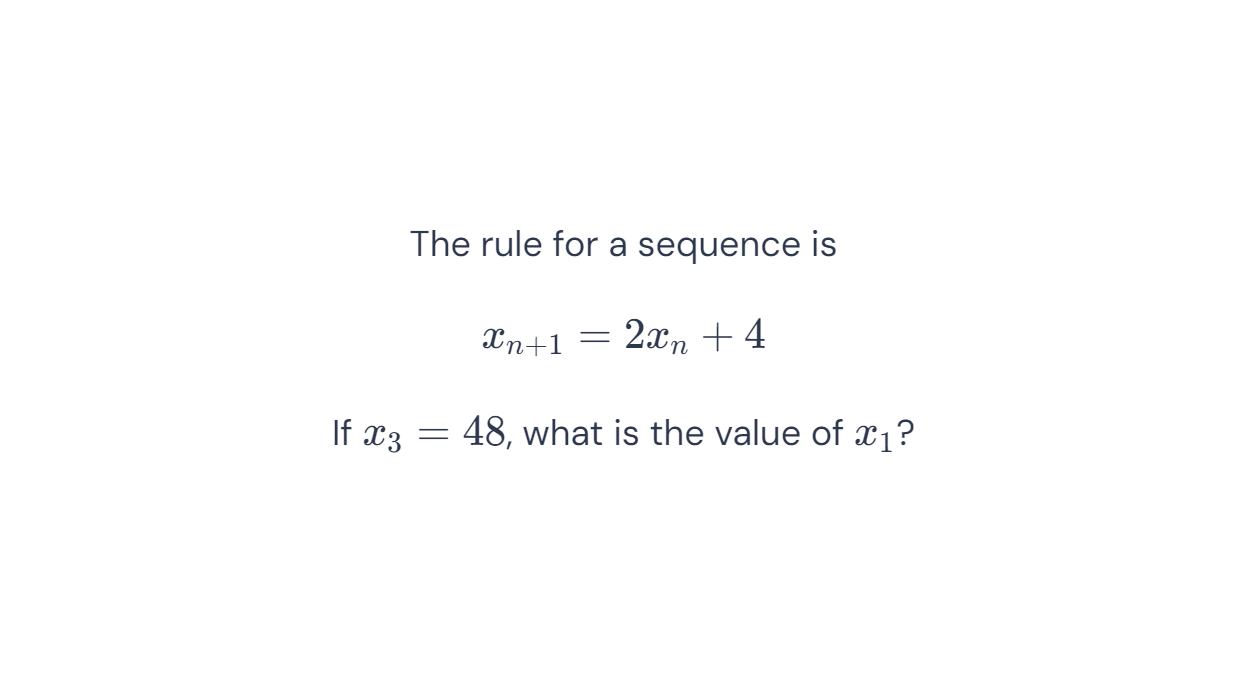 The rule for a sequence is
$x_{n+1} = 2x_n + 4$
If $x_3 = 48$, what is the value of $x_1$?